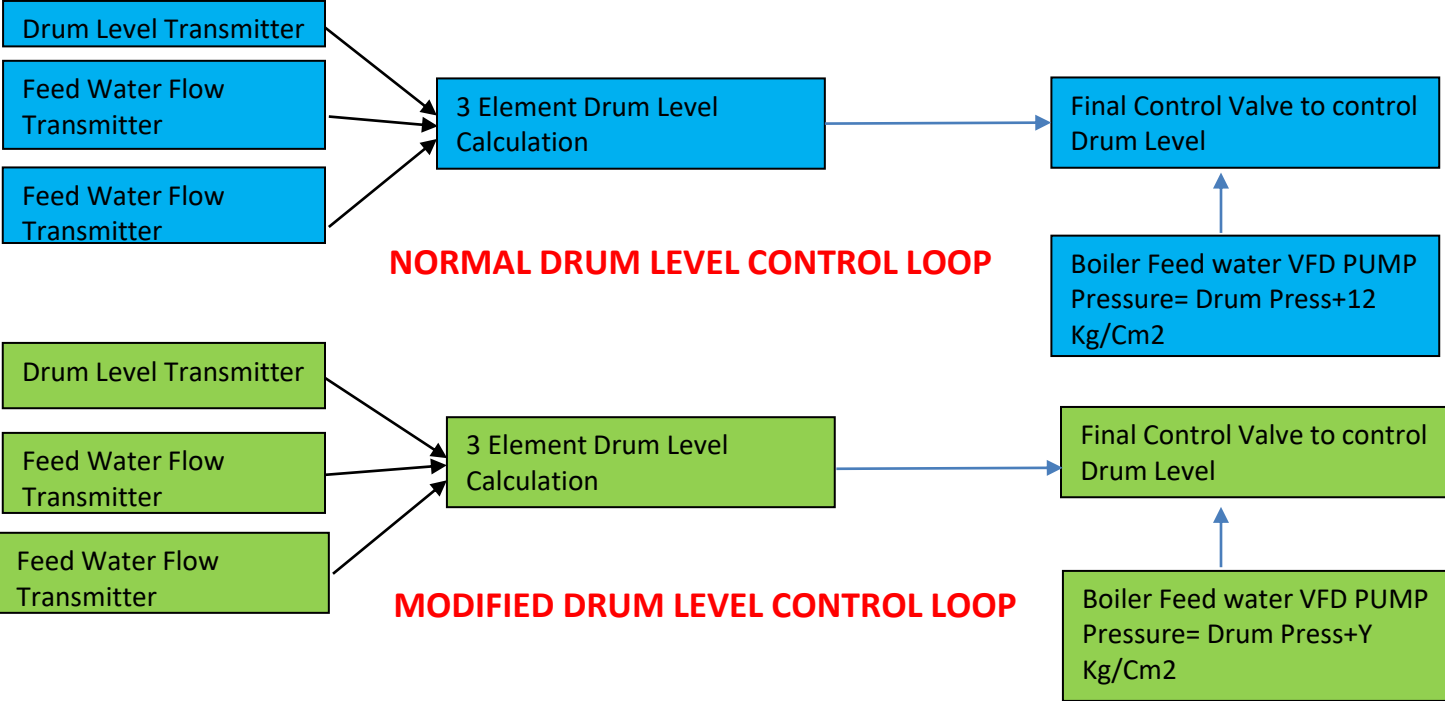 Drum Level Transmitter
Feed Water Flow
Transmitter
Feed Water Flow
Transmitter
3 Element Drum Level
Calculation
Final Control Valve to control
Drum Level
Boiler Feed water VFD PUMP
Pressure= Drum Press+12
Kg/Cm2
NORMAL DRUM LEVEL CONTROL LOOP
Drum Level Transmitter
Feed Water Flow
Transmitter
Feed Water Flow
Transmitter
3 Element Drum Level
Calculation
Final Control Valve to control
Drum Level
Boiler Feed water VFD PUMP
Pressure= Drum Press+Y
Kg/Cm2
MODIFIED DRUM LEVEL CONTROL LOOP